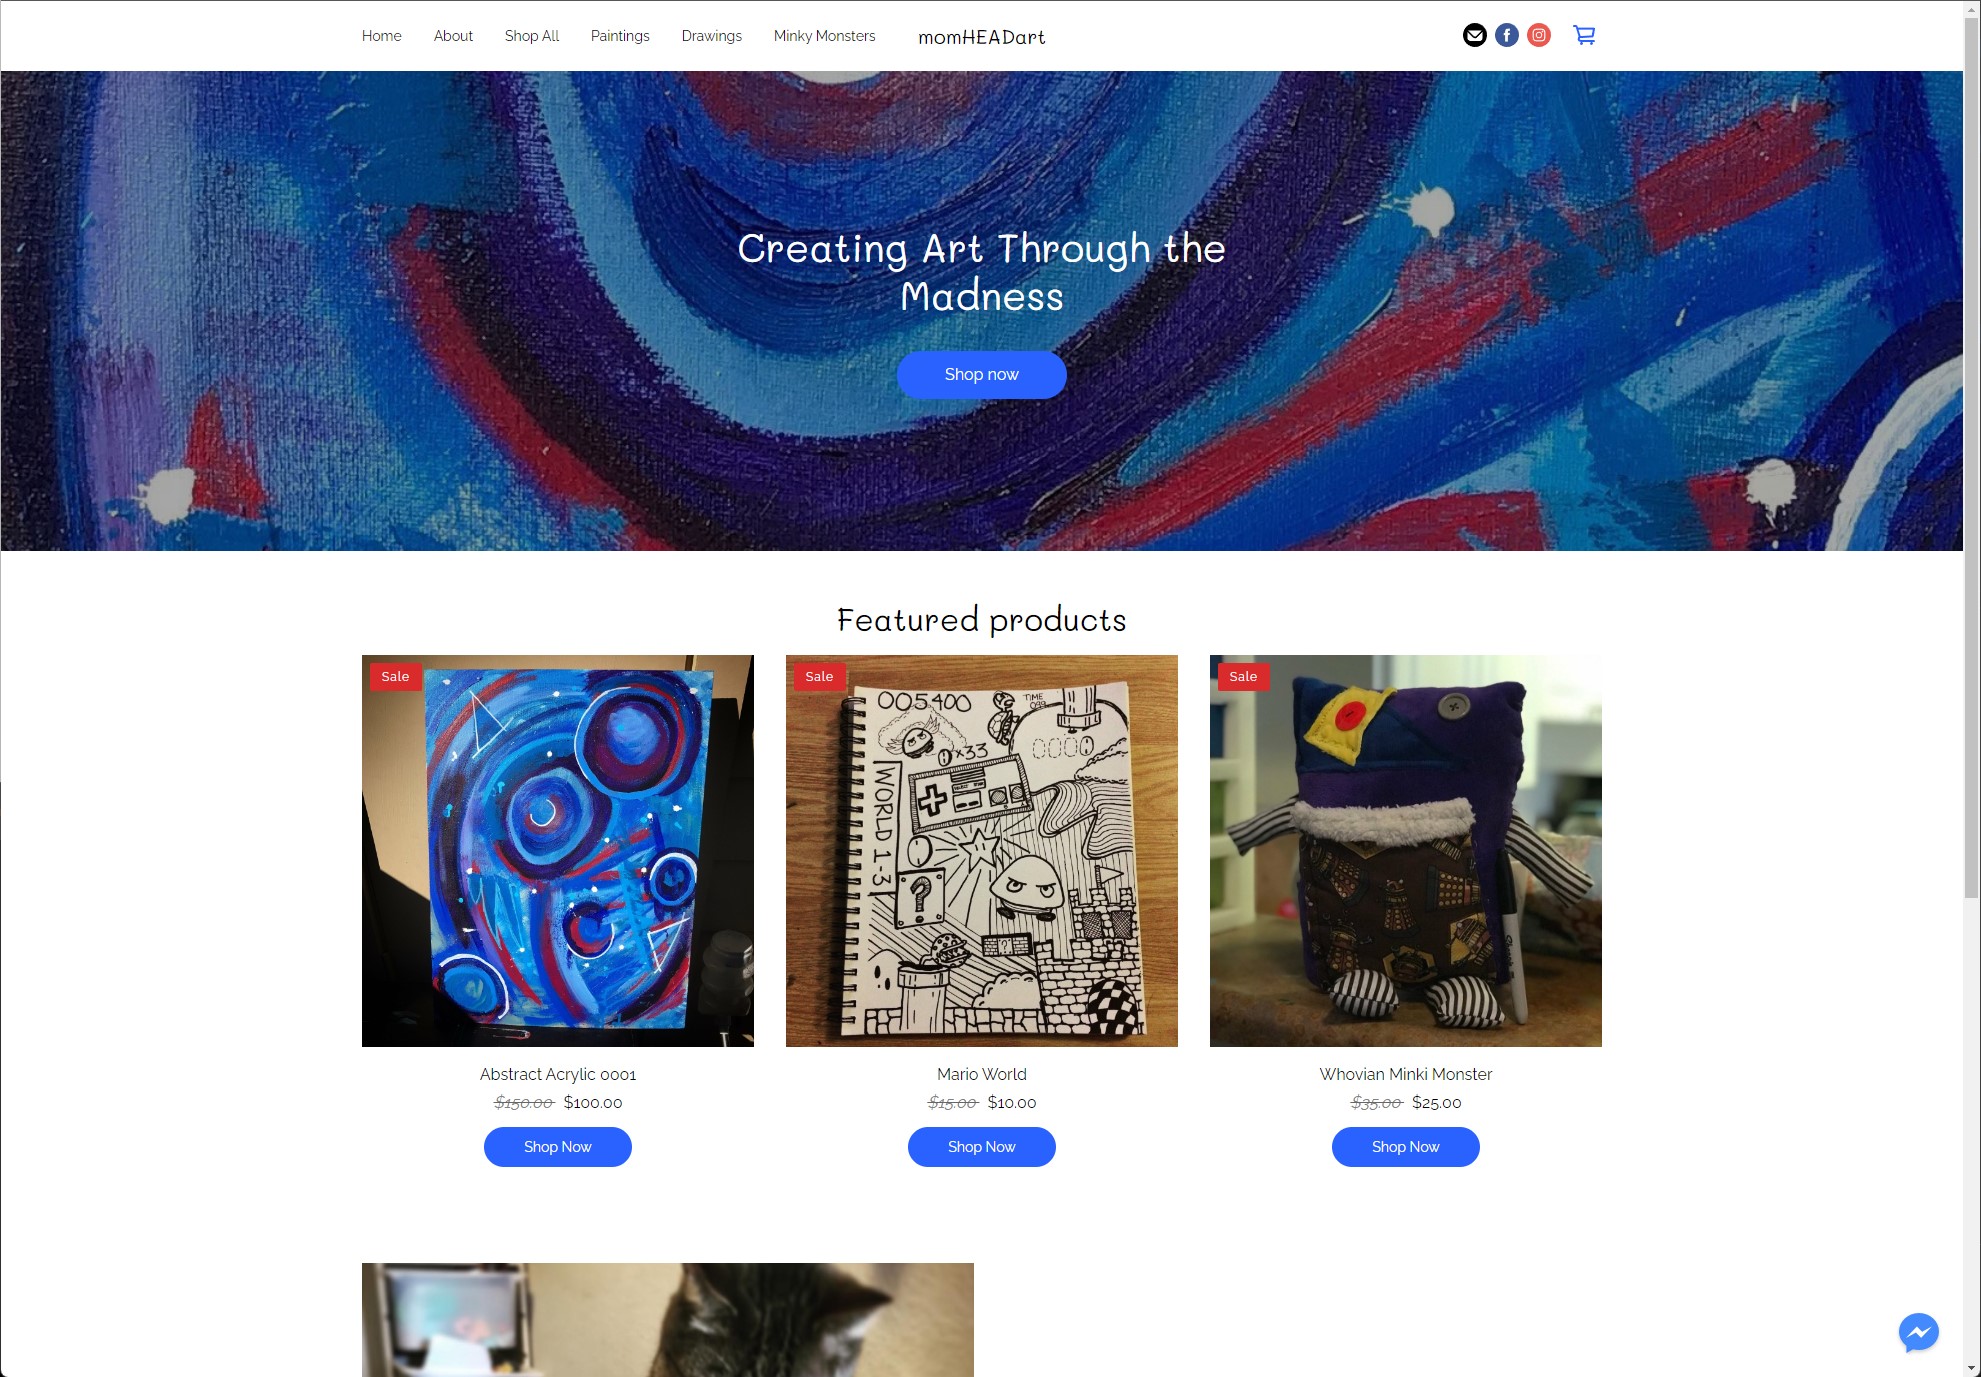 Home About Shop All Paintings Drawings Minky Monsters momHEADart
Creating Art Through the
Madness
Shop now
Featured products
Sale
005400
TIME
099
x33
WORLD 1-3
?
?
Sale
Sale
Abstract Acrylic 0001
$150.00 $100.00
Shop Now
Mario World
$15.00 $10.00
Shop Now
Whovian Minki Monster
$35.00 $25.00
Shop Now